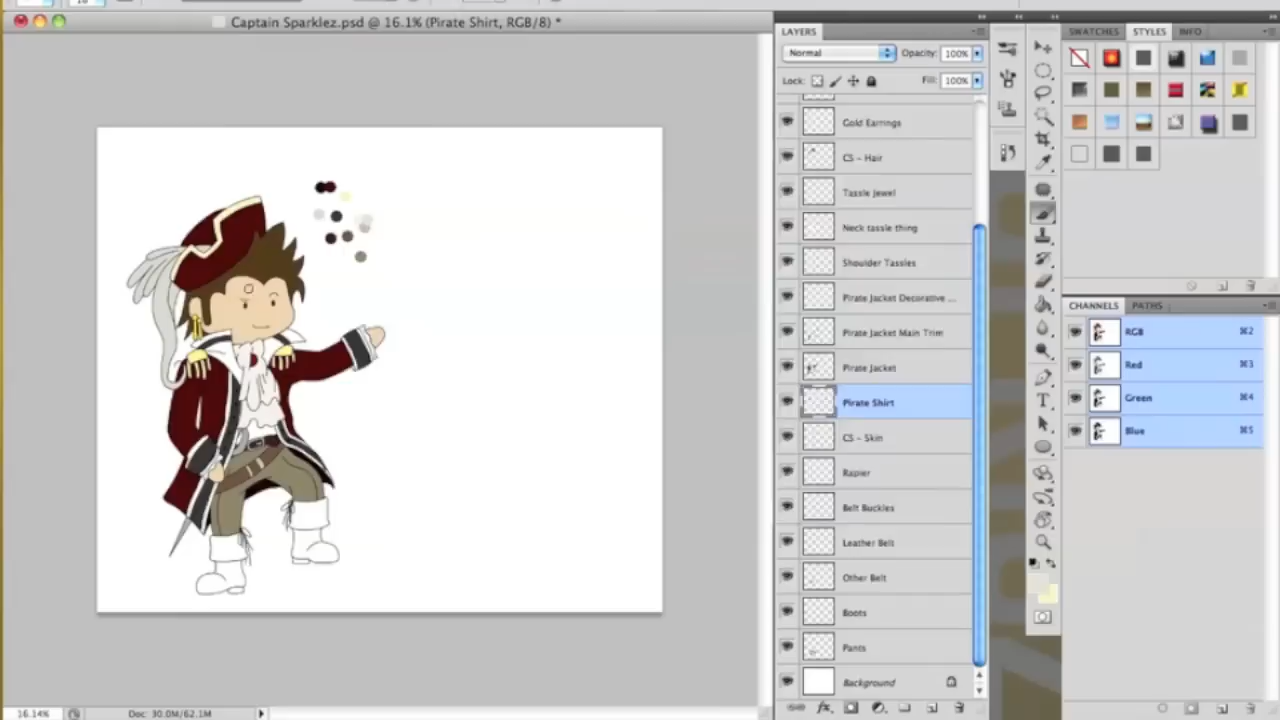 Captain Sparklez.psd @ 16.1% (Pirate Shirt, RGB/8) *
LAYERS
Normal
Opacity: 100%
Lock:
Fill: 100%
Gold Earrings
CS - Hair
Tassle Jewel
Neck tassle thing
Shoulder Tassles
Pirate Jacket Decorative ...
Pirate Jacket Main Trim
Pirate Jacket
Pirate Shirt
CS - Skin
Rapier
Belt Buckles
Leather Belt
Other Belt
Boots
Pants
Background
SWATCHES
STYLES
INFO
CHANNELS
PATHS
RGB ⌘2
Red ⌘3
Green ⌘4
Blue ⌘5
16.14%
Doc: 30.0M/62.1M